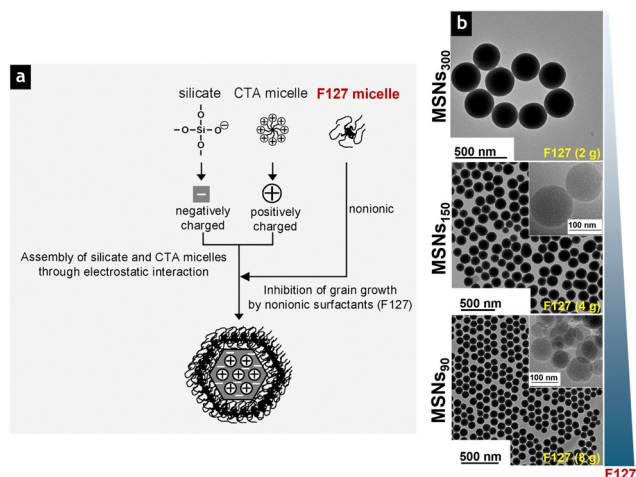 a
silicate
CTA micelle
F127 micelle
negatively
charged
positively
charged
nonionic
Assembly of silicate and CTA micelles
through electrostatic interaction
Inhibition of grain growth
by nonionic surfactants (F127)
b
MSNs300
500 nm
F127 (2 g)
MSNs150
100 nm
500 nm
F127 (4 g)
MSNs90
100 nm
500 nm
F127 (8 g)
F127